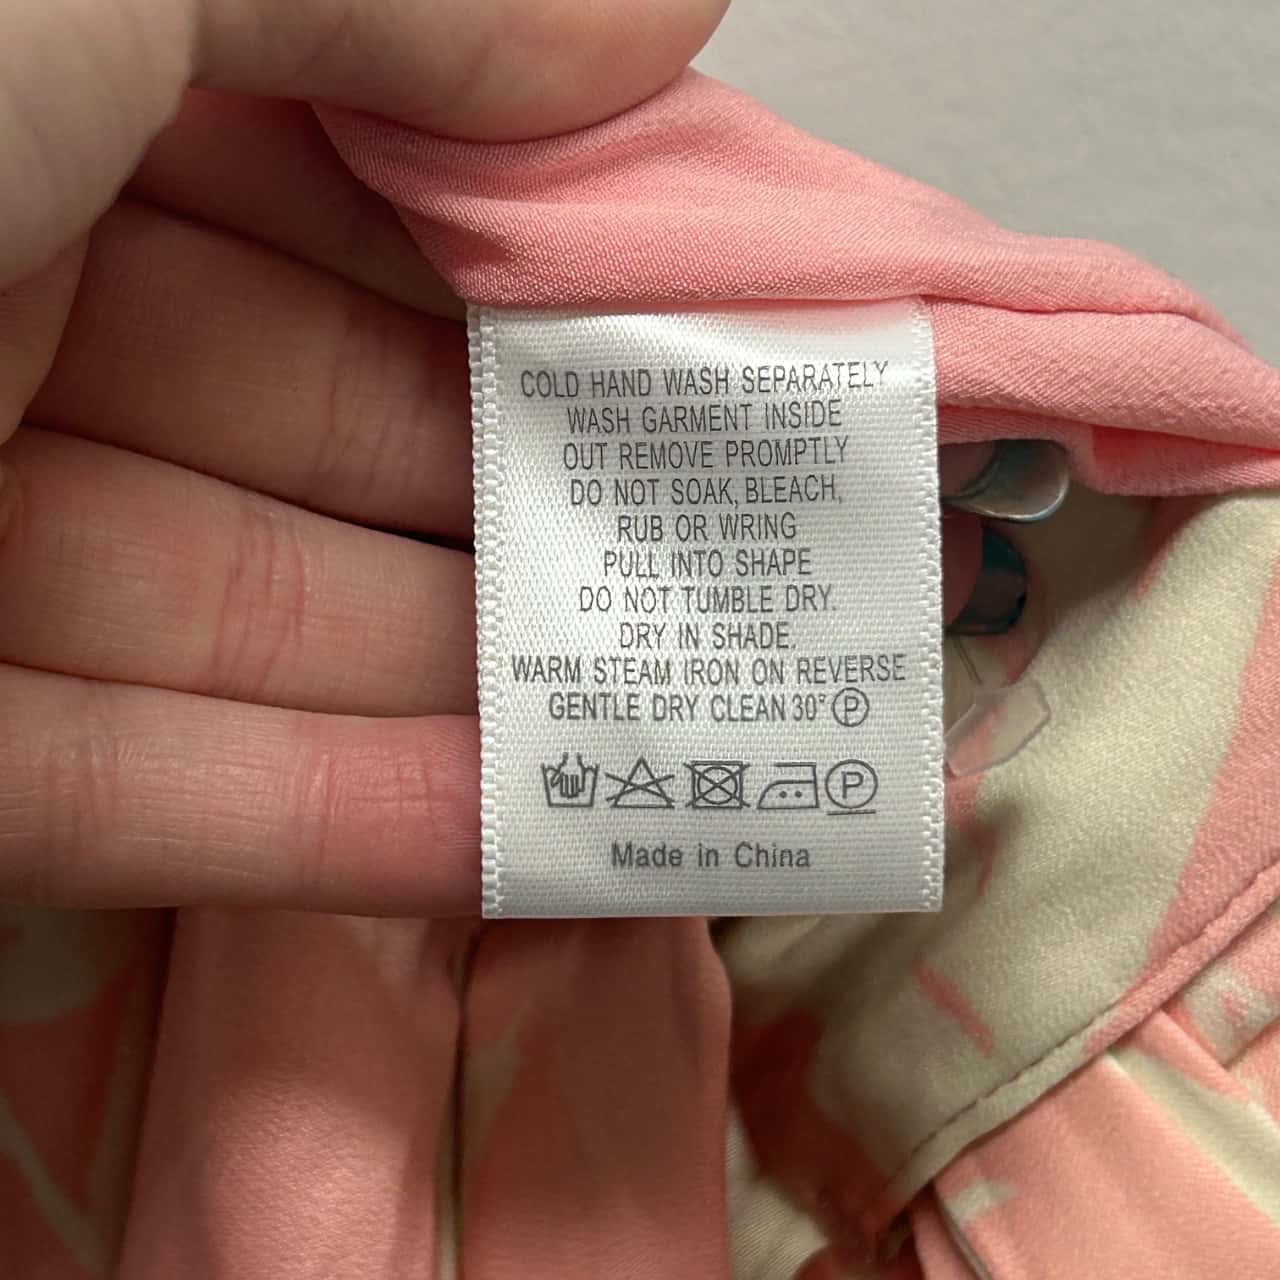 COLD HAND WASH SEPARATELY
WASH GARMENT INSIDE
OUT REMOVE PROMPTLY
DO NOT SOAK, BLEACH,
RUB OR WRING
PULL INTO SHAPE
DO NOT TUMBLE DRY.
DRY IN SHADE.
WARM STEAM IRON ON REVERSE
GENTLE DRY CLEAN 30° Ⓟ
P
Made in China